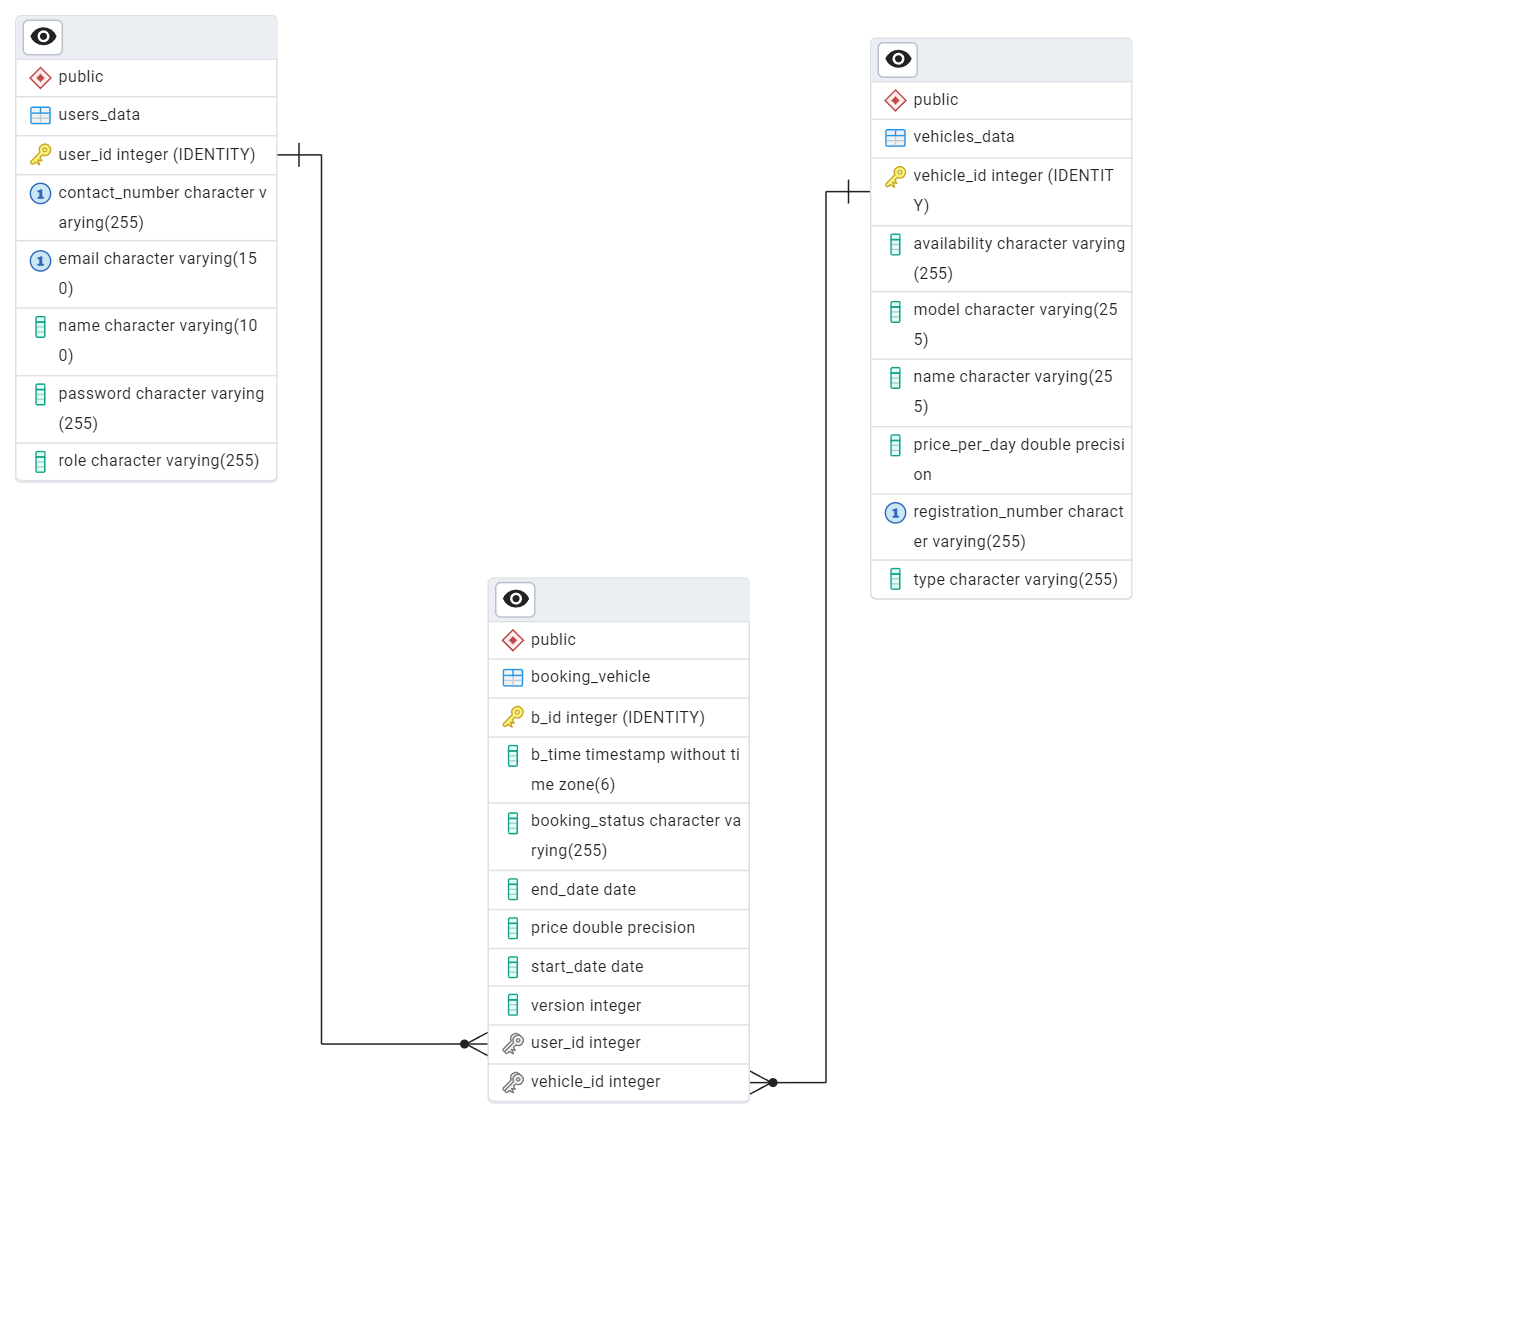 public
users_data
user_id integer (IDENTITY)
contact_number character v
arying(255)
email character varying(15
0)
name character varying(10
0)
password character varying
(255)
role character varying(255)
public
vehicles_data
vehicle_id integer (IDENTIT
Y)
availability character varying
(255)
model character varying(25
5)
name character varying(25
5)
price_per_day double precisi
on
registration_number charact
er varying(255)
type character varying(255)
public
booking_vehicle
b_id integer (IDENTITY)
b_time timestamp without ti
me zone(6)
booking_status character va
rying(255)
end_date date
price double precision
start_date date
version integer
user_id integer
vehicle_id integer